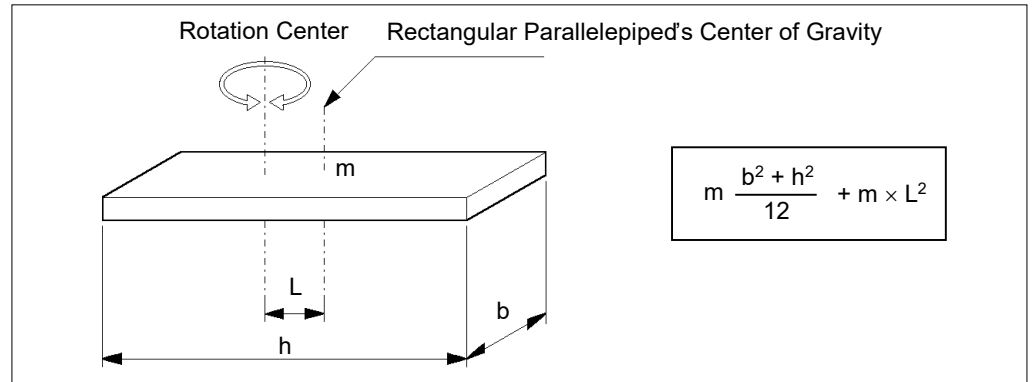 Rotation Center
Rectangular Parallelepiped's Center of Gravity
m
m b² + h² / 12 + m × L²
L
b
h